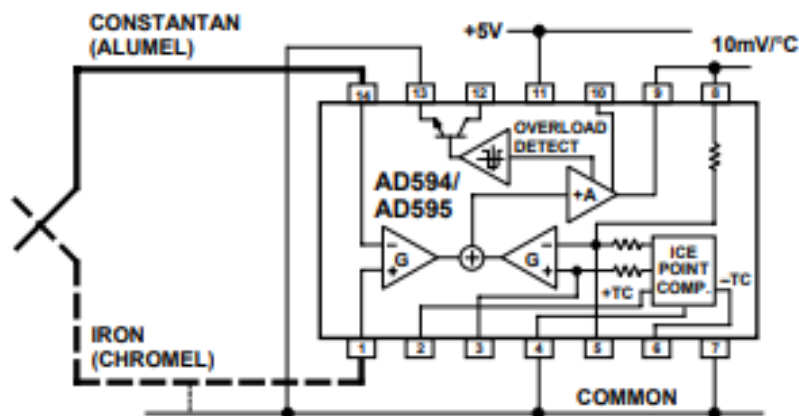 CONSTANTAN
(ALUMEL)
+5V
10mV/°C
14
13
12
11
10
9
8
OVERLOAD
DETECT
AD594/
AD595
+A
–
G
+
–
G
+
ICE
POINT
COMP.
+TC
–TC
IRON
(CHROMEL)
1
2
3
4
5
6
7
COMMON